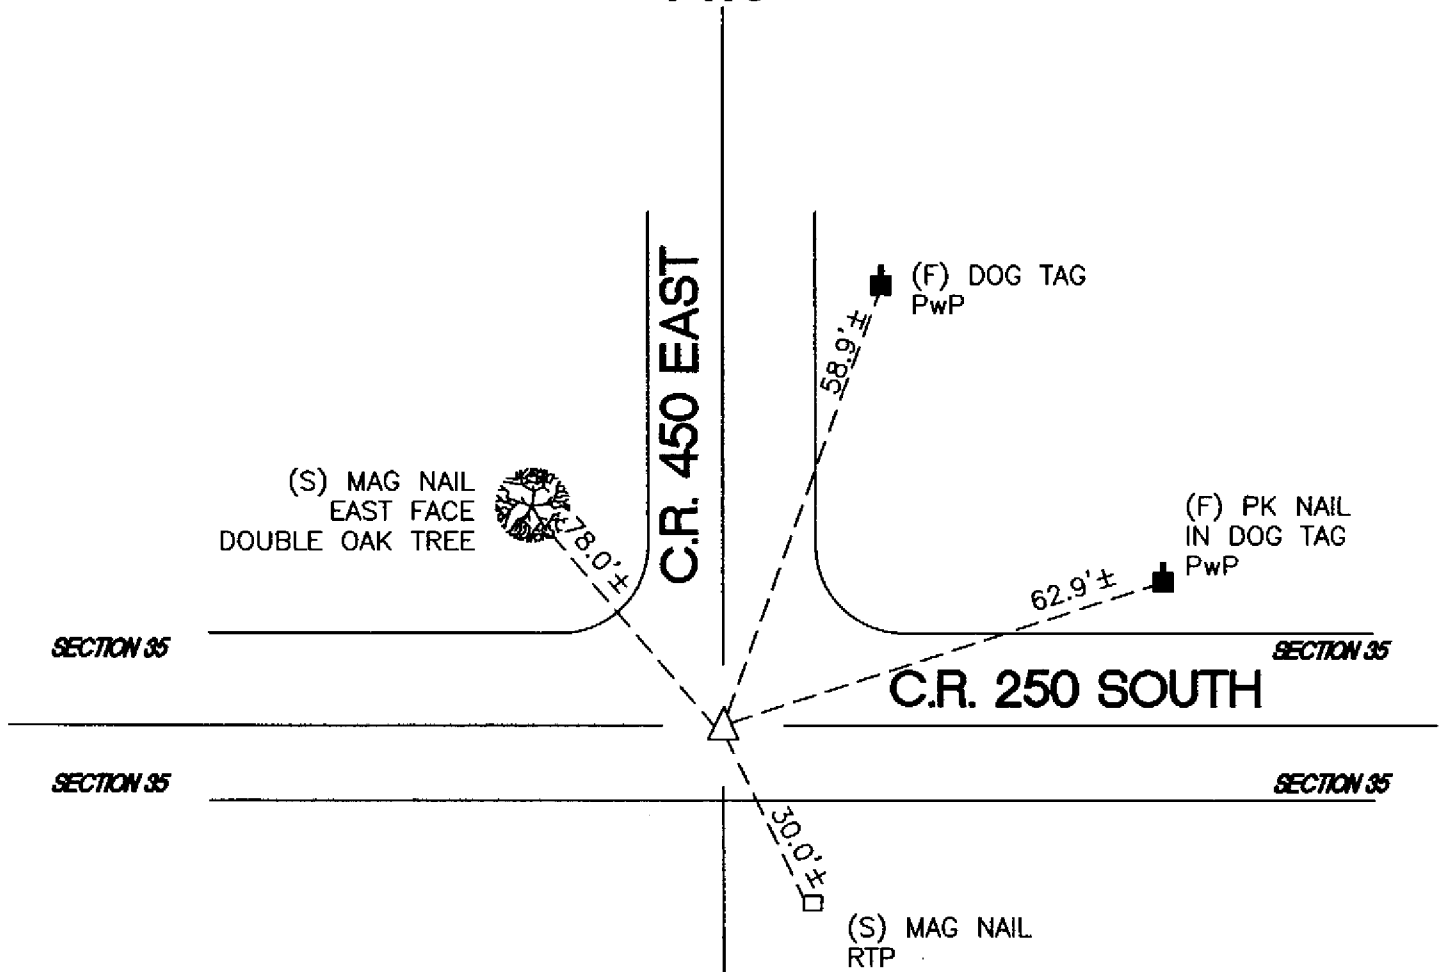 (F) DOG TAG
PwP
58.9'±
C.R. 450 EAST
(S) MAG NAIL
EAST FACE
DOUBLE OAK TREE
78.0'±
(F) PK NAIL
IN DOG TAG
PwP
62.9'±
SECTION 35
SECTION 35
C.R. 250 SOUTH
SECTION 35
SECTION 35
30.0'±
(S) MAG NAIL
RTP